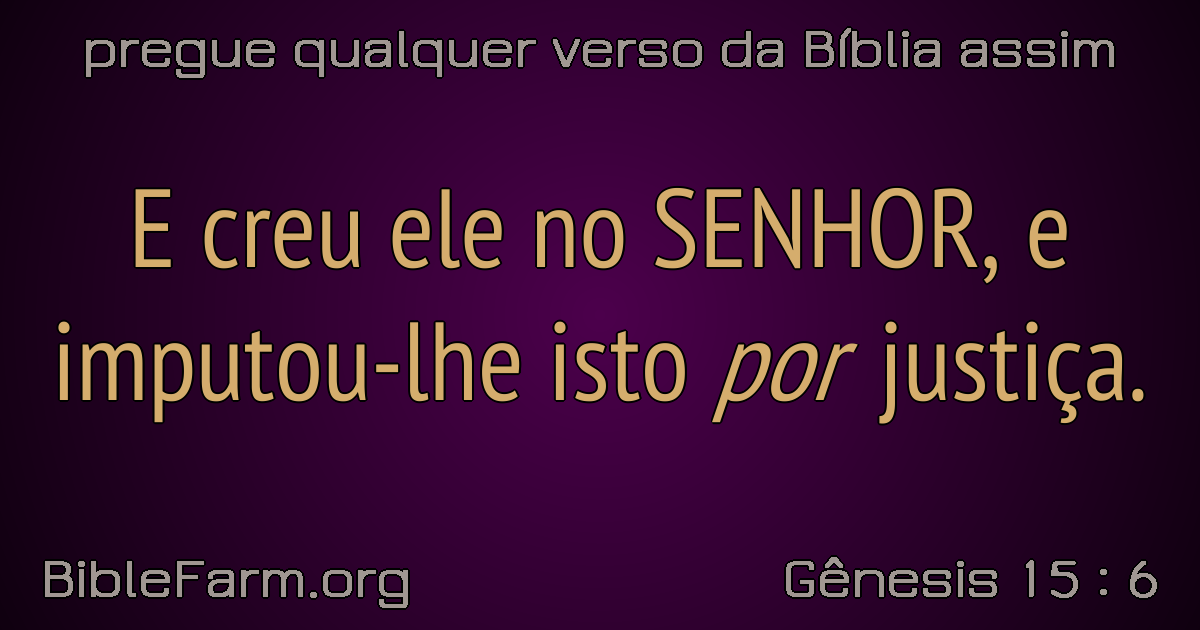 pregue qualquer verso da Bíblia assim
E creu ele no SENHOR, e
imputou-lhe isto por justiça.
BibleFarm.org
Gênesis 15 : 6